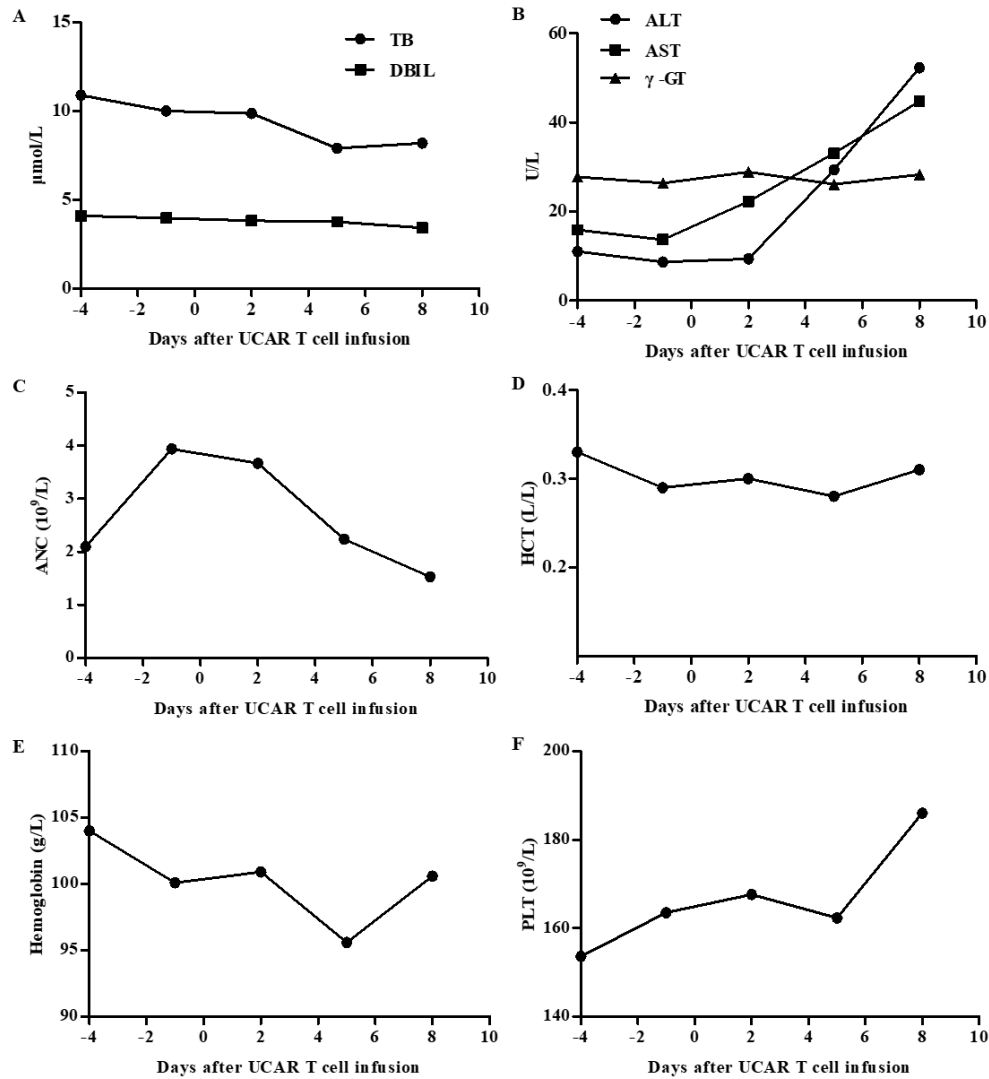 A
15
10
5
0
µmol/L
TB
DBIL
-4 -2 0 2 4 6 8 10
Days after UCAR T cell infusion
B
60
40
20
0
U/L
ALT
AST
γ -GT
-4 -2 0 2 4 6 8 10
Days after UCAR T cell infusion
C
5
4
3
2
1
0
ANC (10⁹/L)
-4 -2 0 2 4 6 8 10
Days after UCAR T cell infusion
D
0.4
0.3
0.2
HCT (L/L)
-4 -2 0 2 4 6 8 10
Days after UCAR T cell infusion
E
110
105
100
95
90
Hemoglobin (g/L)
-4 -2 0 2 4 6 8 10
Days after UCAR T cell infusion
F
200
180
160
140
PLT (10⁹/L)
-4 -2 0 2 4 6 8 10
Days after UCAR T cell infusion